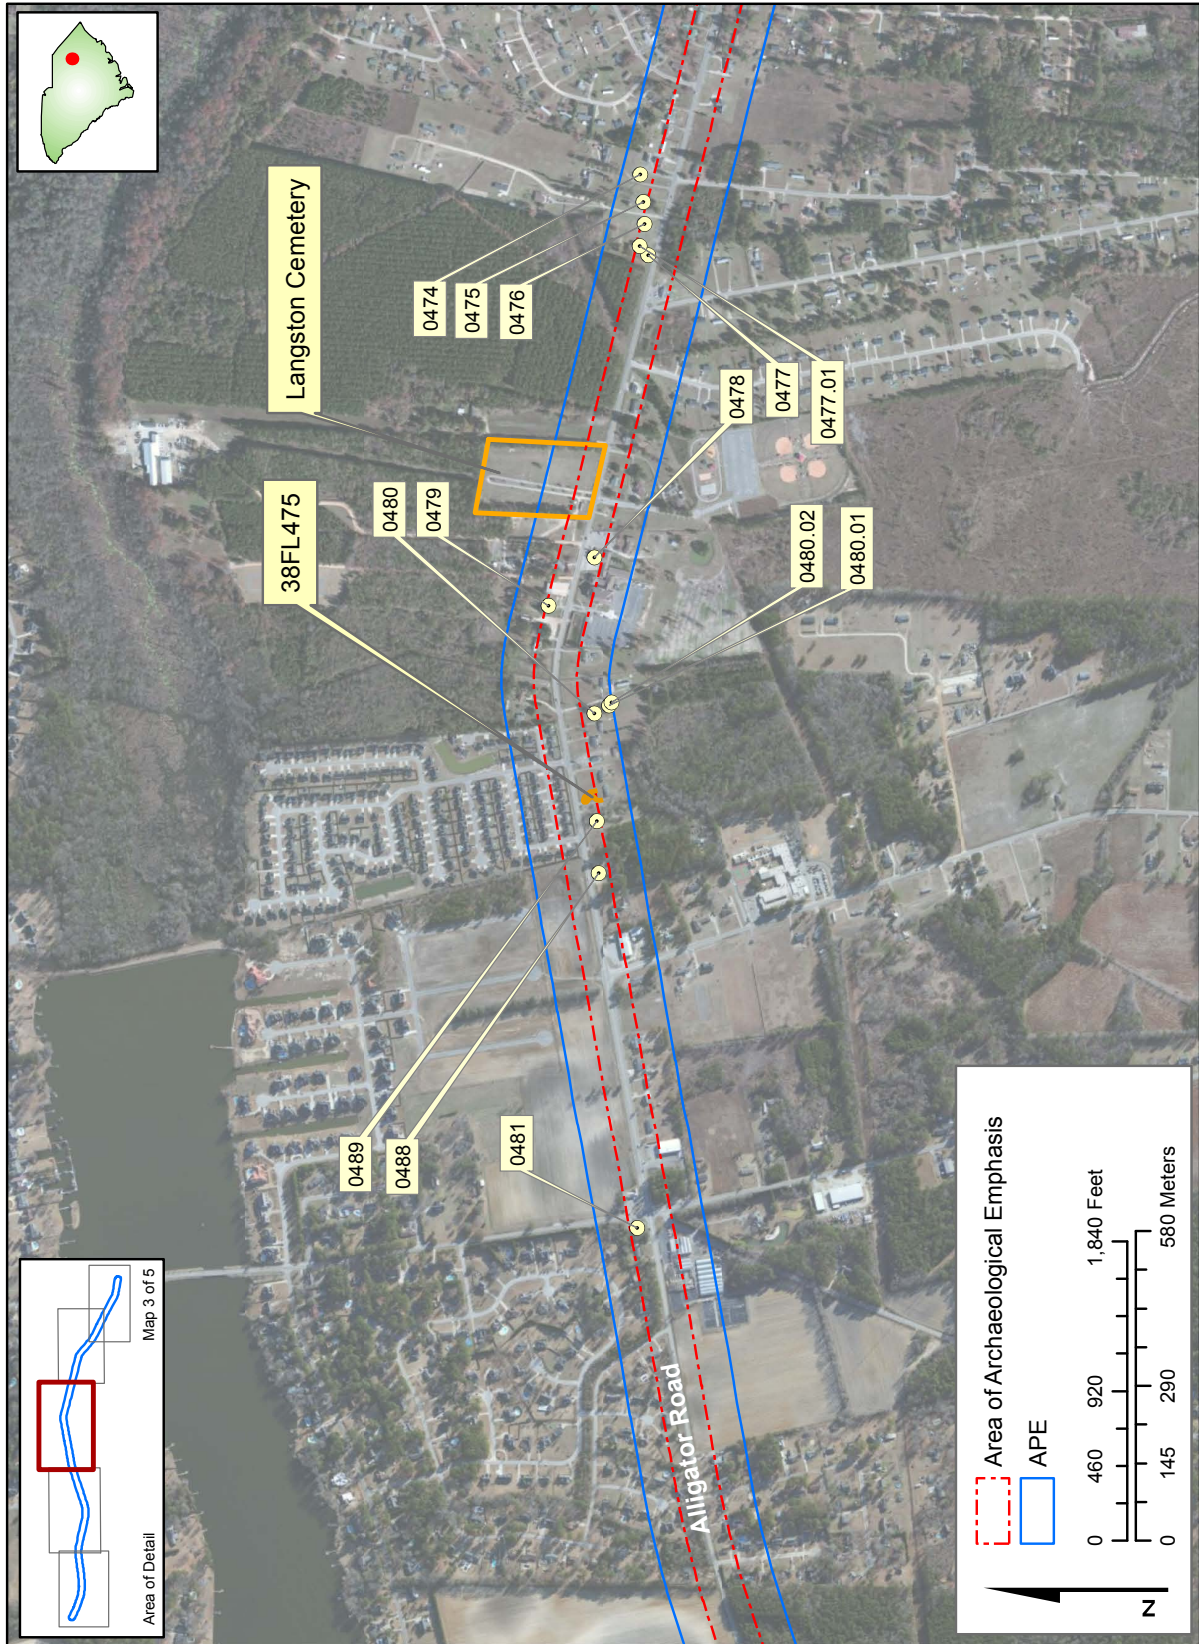 Area of Detail
Map 3 of 5
Langston Cemetery
38FL475
0474
0475
0476
0480
0479
0478
0477
0477.01
0480.02
0480.01
0489
0488
0481
Alligator Road
Area of Archaeological Emphasis
APE
0 460 920 1,840 Feet
0 145 290 580 Meters
N